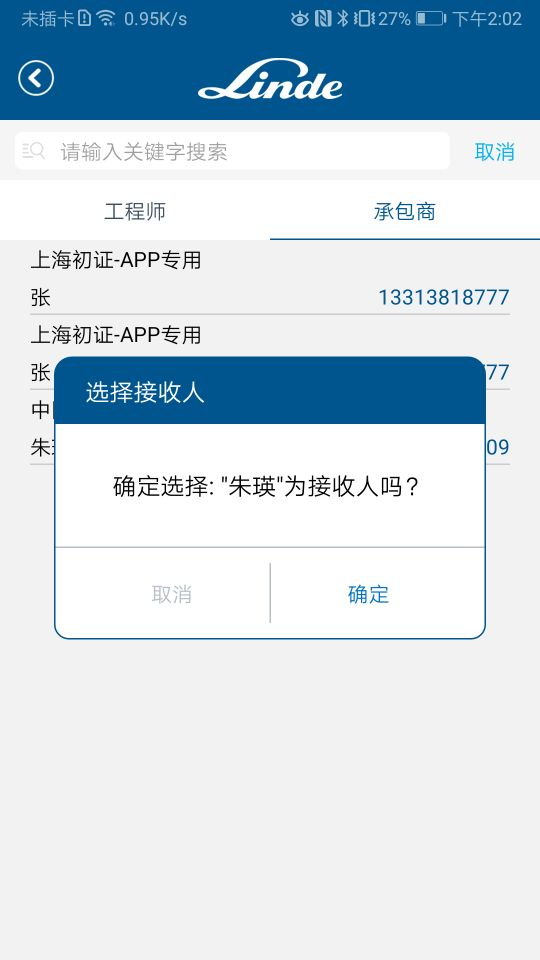 未插卡 0.95K/s 27% 下午2:02
Linde
请输入关键字搜索 取消
工程师 承包商
上海初证-APP专用
张 13313818777
上海初证-APP专用
张 77
选择接收人
中
朱 09
确定选择: "朱瑛"为接收人吗?
取消 确定